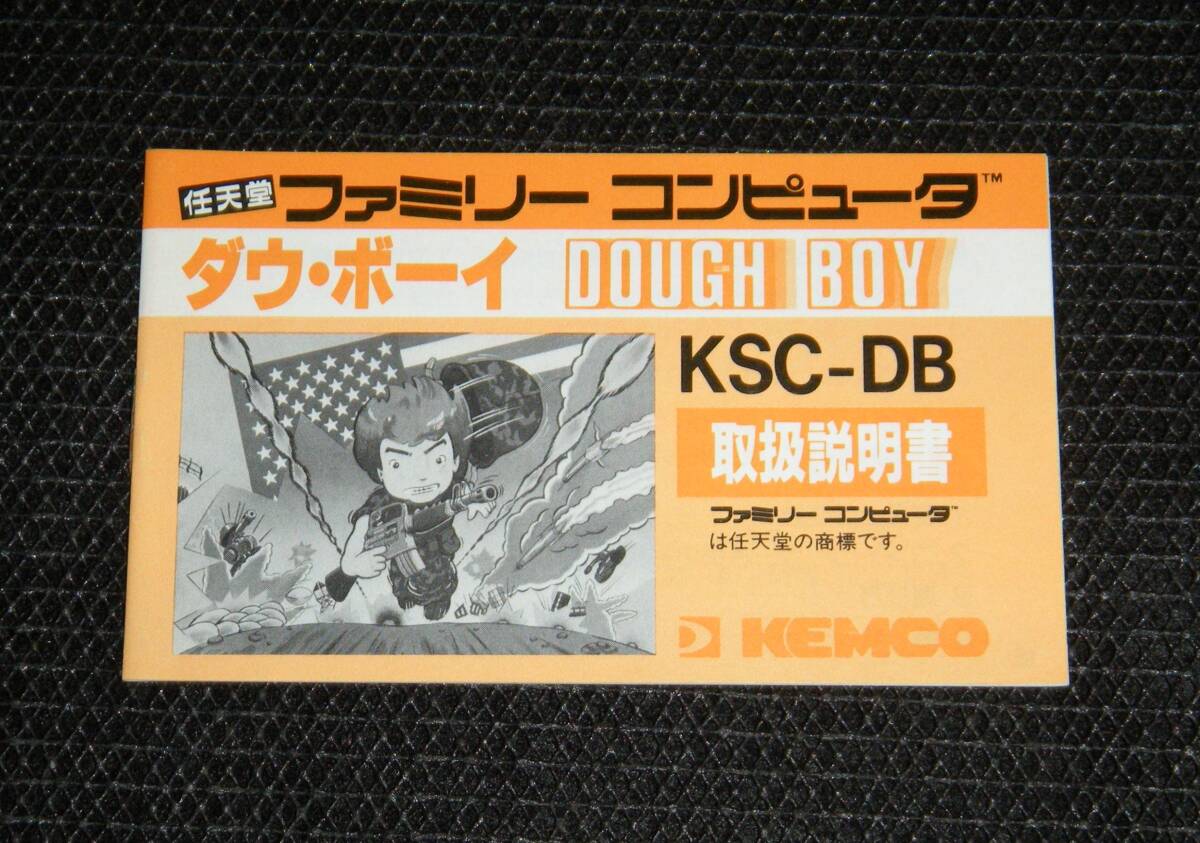 任天堂 ファミリー コンピュータ™
ダウ・ボーイ DOUGH BOY
KSC-DB
取扱説明書
ファミリー コンピュータ™
は任天堂の商標です。
KEMCO